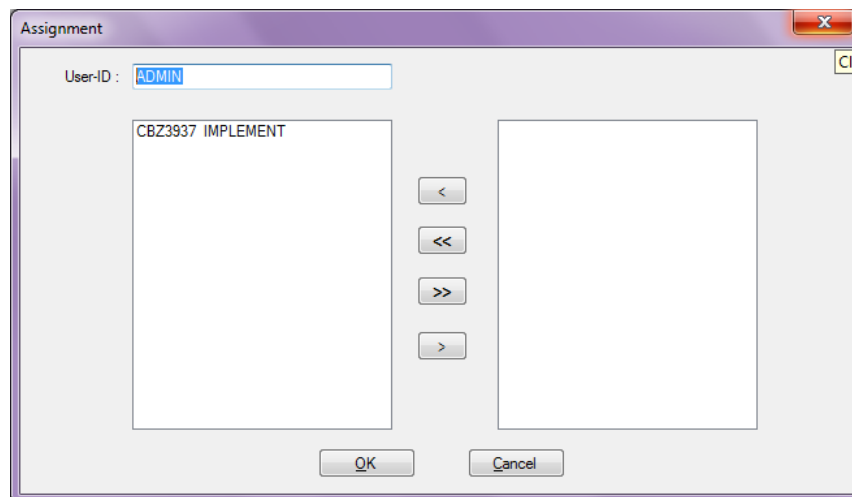 Assignment
User-ID : ADMIN
CBZ3937 IMPLEMENT
<
<<
>>
>
OK
Cancel